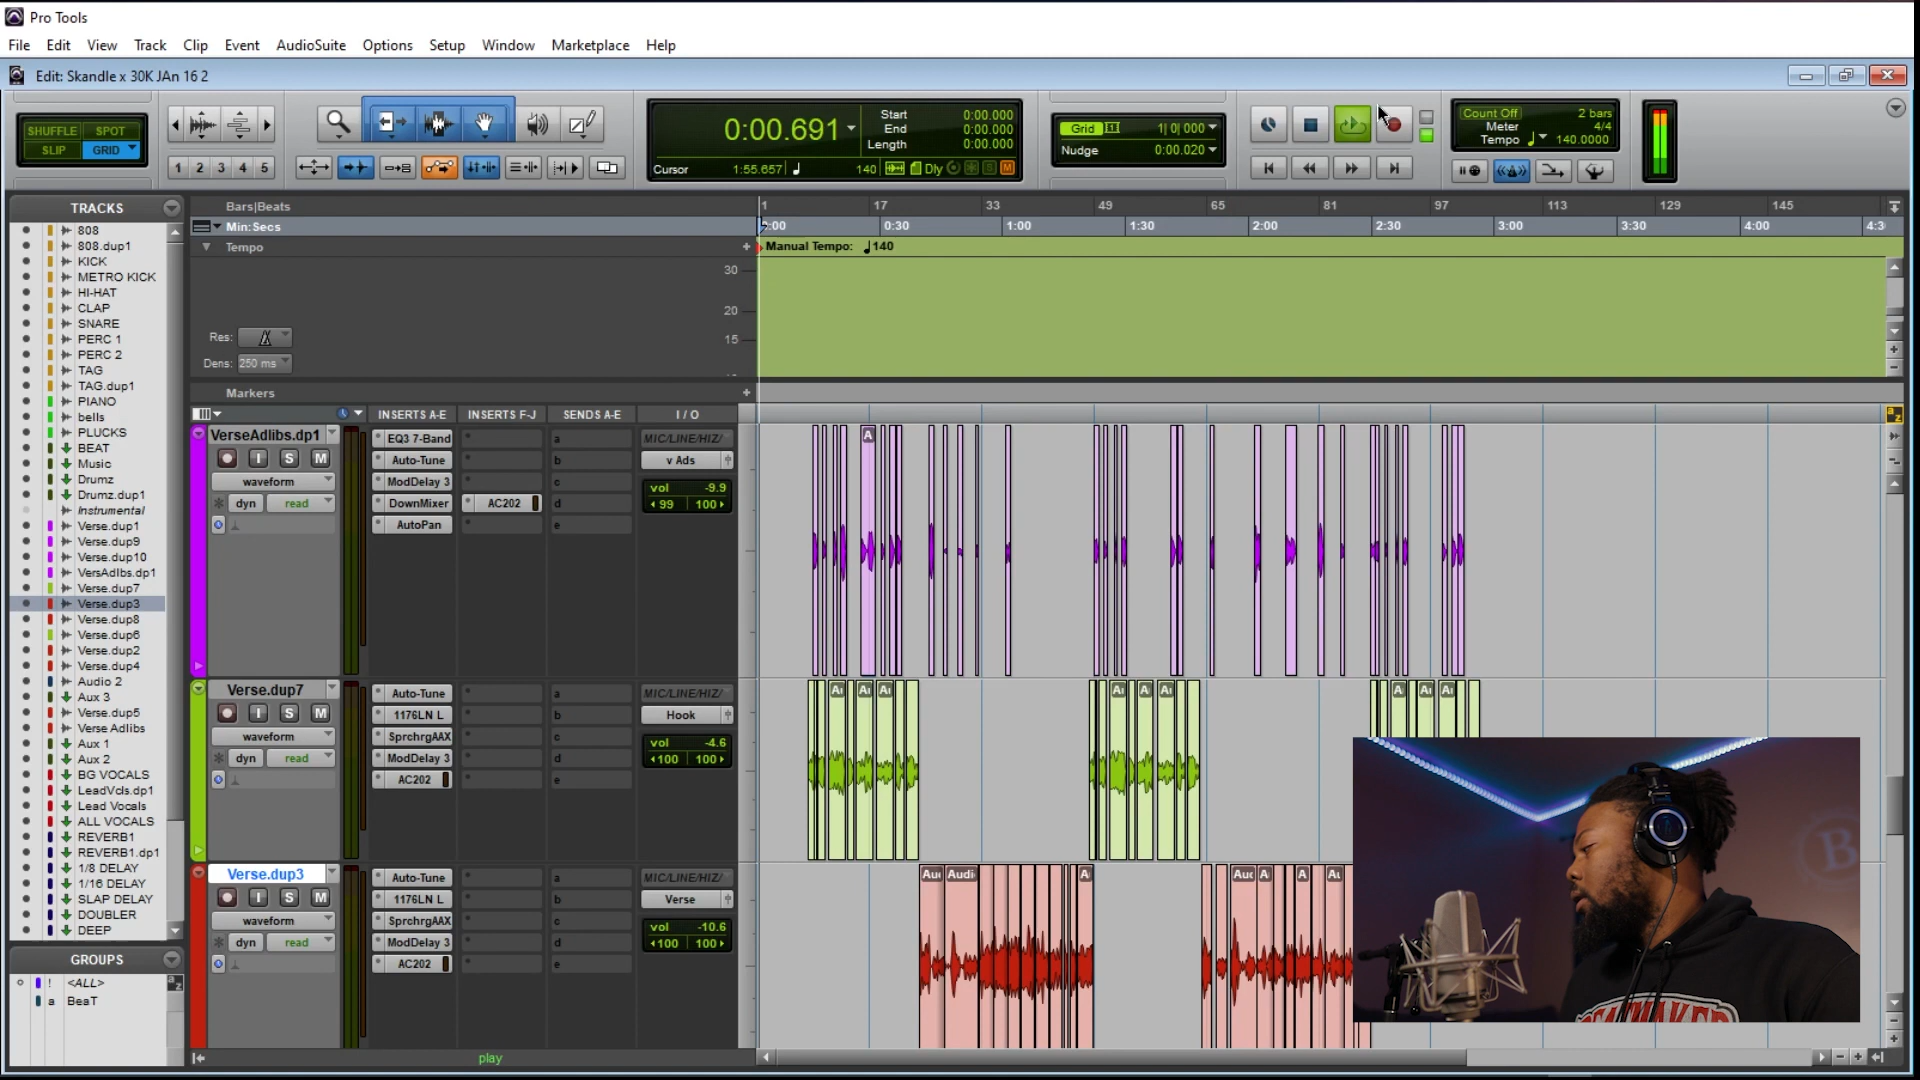 Pro Tools
File Edit View Track Clip Event AudioSuite Options Setup Window Marketplace Help
Edit: Skandle x 30K JAn 16 2
SHUFFLE SPOT
SLIP GRID
1 2 3 4 5
0:00.691
Start 0:00.000
End 0:00.000
Length 0:00.000
Cursor 1:55.657 140 Dly
Grid 1| 0| 000
Nudge 0:00.020
Count Off 2 bars
Meter 4/4
Tempo 140.0000
TRACKS
808
808.dup1
KICK
METRO KICK
HI-HAT
CLAP
SNARE
PERC 1
PERC 2
TAG
TAG.dup1
PIANO
bells
PLUCKS
BEAT
Music
Drumz
Drumz.dup1
Instrumental
Verse.dup1
Verse.dup9
Verse.dup10
VersAdlbs.dp1
Verse.dup7
Verse.dup3
Verse.dup8
Verse.dup6
Verse.dup2
Verse.dup4
Audio 2
Aux 3
Verse.dup5
Verse Adlibs
Aux 1
Aux 2
BG VOCALS
LeadVcls.dp1
Lead Vocals
ALL VOCALS
REVERB1
REVERB1.dp1
1/8 DELAY
1/16 DELAY
SLAP DELAY
DOUBLER
DEEP
GROUPS
! <ALL>
a BeaT
Bars|Beats 1 17 33 49 65 81 97 113 129 145
Min:Secs :00 0:30 1:00 1:30 2:00 2:30 3:00 3:30 4:00 4:3
Tempo Manual Tempo: 140
30
20
15
Res:
Dens: 250 ms
Markers
INSERTS A-E INSERTS F-J SENDS A-E I / O
VerseAdlibs.dp1
I S M
waveform
dyn read
EQ3 7-Band
Auto-Tune
ModDelay 3
DownMixer AC202
AutoPan
a
b
c
d
e
MIC/LINE/HIZ/
v Ads
vol -9.9
99 100
A
Verse.dup7
I S M
waveform
dyn read
Auto-Tune
1176LN L
SprchrgAAX
ModDelay 3
AC202
a
b
c
d
e
MIC/LINE/HIZ/
Hook
vol -4.6
100 100
Verse.dup3
I S M
waveform
dyn read
Auto-Tune
1176LN L
SprchrgAAX
ModDelay 3
AC202
a
b
c
d
e
MIC/LINE/HIZ/
Verse
vol -10.6
100 100
play